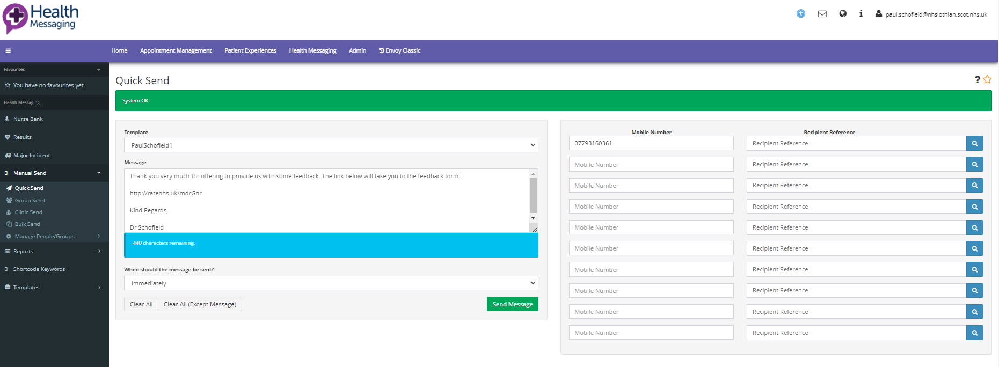 Health
Messaging
paul.schofield@nhslothian.scot.nhs.uk
Home Appointment Management Patient Experiences Health Messaging Admin Envoy Classic
Favourites
You have no favourites yet
Health Messaging
Nurse Bank
Results
Major Incident
Manual Send
Quick Send
Group Send
Clinic Send
Bulk Send
Manage People/Groups
Reports
Shortcode Keywords
Templates
Quick Send
?
System OK
Template
PaulSchofield1
Message
Thank you very much for offering to provide us with some feedback. The link below will take you to the feedback form:
http://ratenhs.uk/mdrGnr
Kind Regards,
Dr Schofield
440 characters remaining.
When should the message be sent?
Immediately
Clear All Clear All (Except Message) Send Message
Mobile Number Recipient Reference
07793160361 Recipient Reference
Mobile Number Recipient Reference
Mobile Number Recipient Reference
Mobile Number Recipient Reference
Mobile Number Recipient Reference
Mobile Number Recipient Reference
Mobile Number Recipient Reference
Mobile Number Recipient Reference
Mobile Number Recipient Reference
Mobile Number Recipient Reference